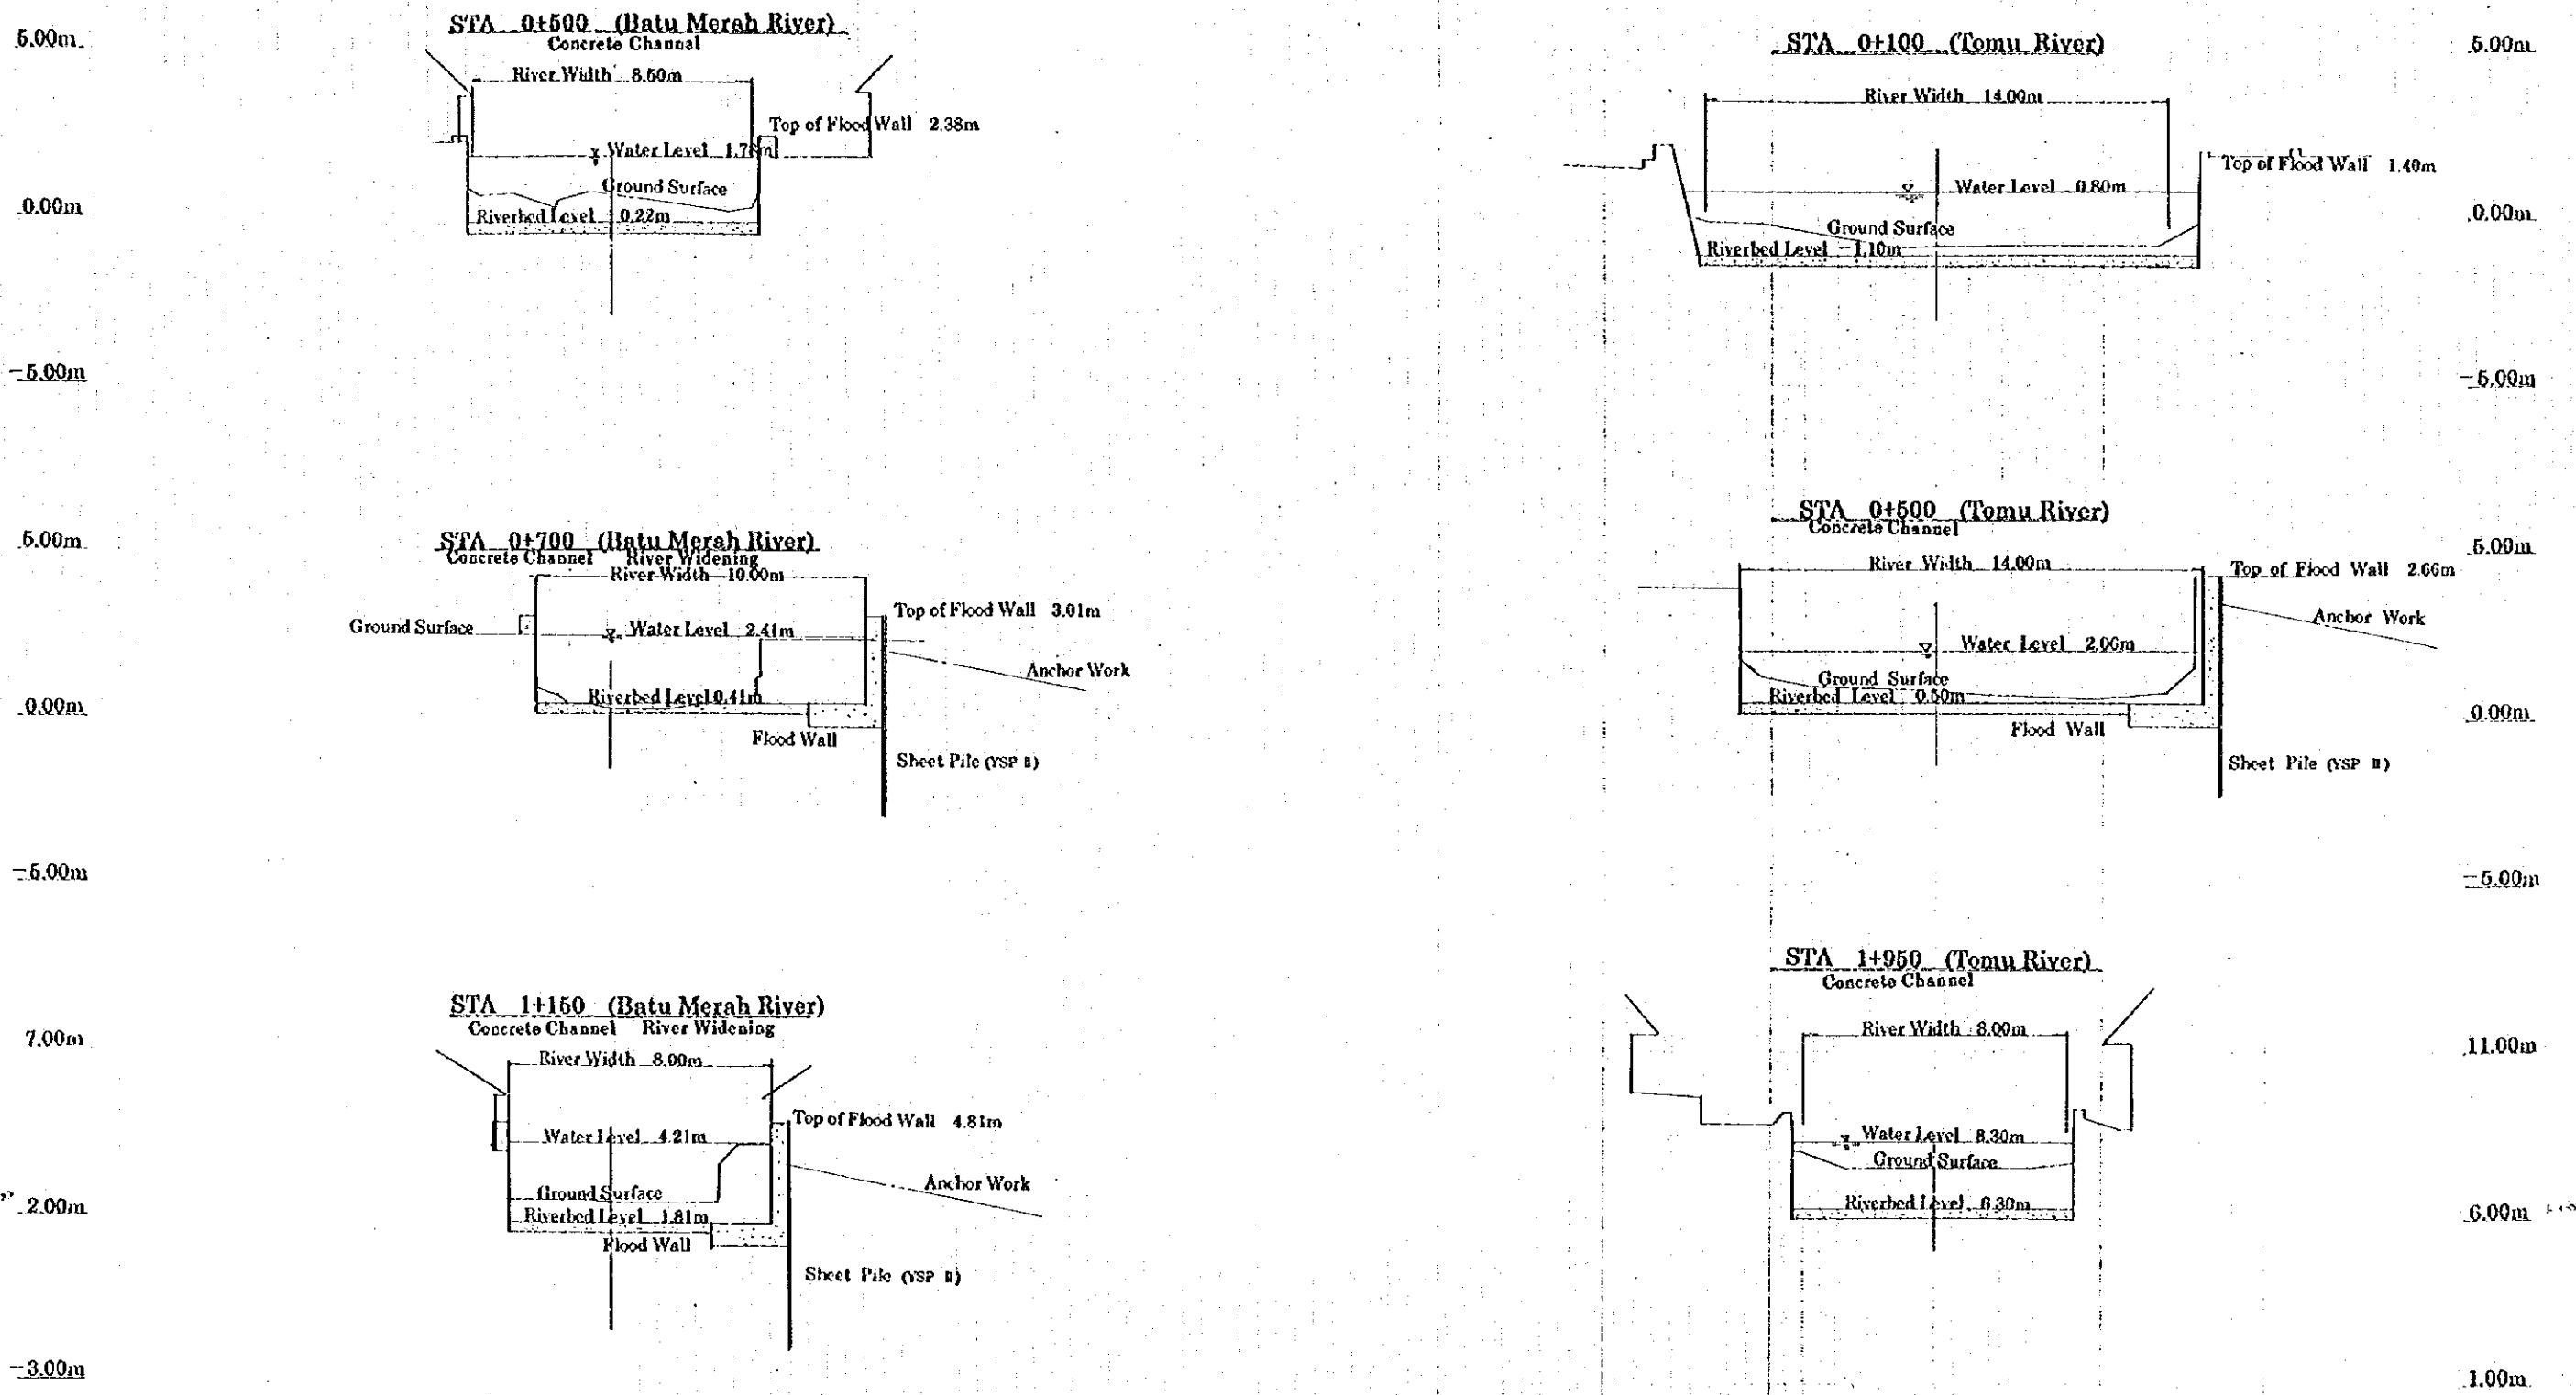 STA 0+500 (Batu Merah River)
Concrete Channel
5.00m
River Width 8.50m
Top of Flood Wall 2.38m
Water Level 1.78m
Ground Surface
0.00m
Riverbed Level -0.22m
-5.00m
STA 0+700 (Batu Merah River)
Concrete Channel River Widening
5.00m
River Width 10.00m
Top of Flood Wall 3.01m
Ground Surface
Water Level 2.41m
Anchor Work
Riverbed Level 0.41m
0.00m
Flood Wall
Sheet Pile (YSP II)
-5.00m
STA 1+150 (Batu Merah River)
Concrete Channel River Widening
7.00m
River Width 8.00m
Top of Flood Wall 4.81m
Water Level 4.21m
Anchor Work
Ground Surface
2.00m
Riverbed Level 1.81m
Flood Wall
Sheet Pile (YSP II)
-3.00m
STA 0+100 (Tomu River)
5.00m
River Width 14.00m
Top of Flood Wall 1.40m
Water Level 0.80m
0.00m
Ground Surface
Riverbed Level -1.10m
-5.00m
STA 0+500 (Tomu River)
Concrete Channel
5.00m
River Width 14.00m
Top of Flood Wall 2.66m
Anchor Work
Water Level 2.06m
Ground Surface
Riverbed Level 0.50m
0.00m
Flood Wall
Sheet Pile (YSP II)
-5.00m
STA 1+950 (Tomu River)
Concrete Channel
11.00m
River Width 8.00m
Water Level 8.30m
Ground Surface
Riverbed Level 6.30m
6.00m
1.00m